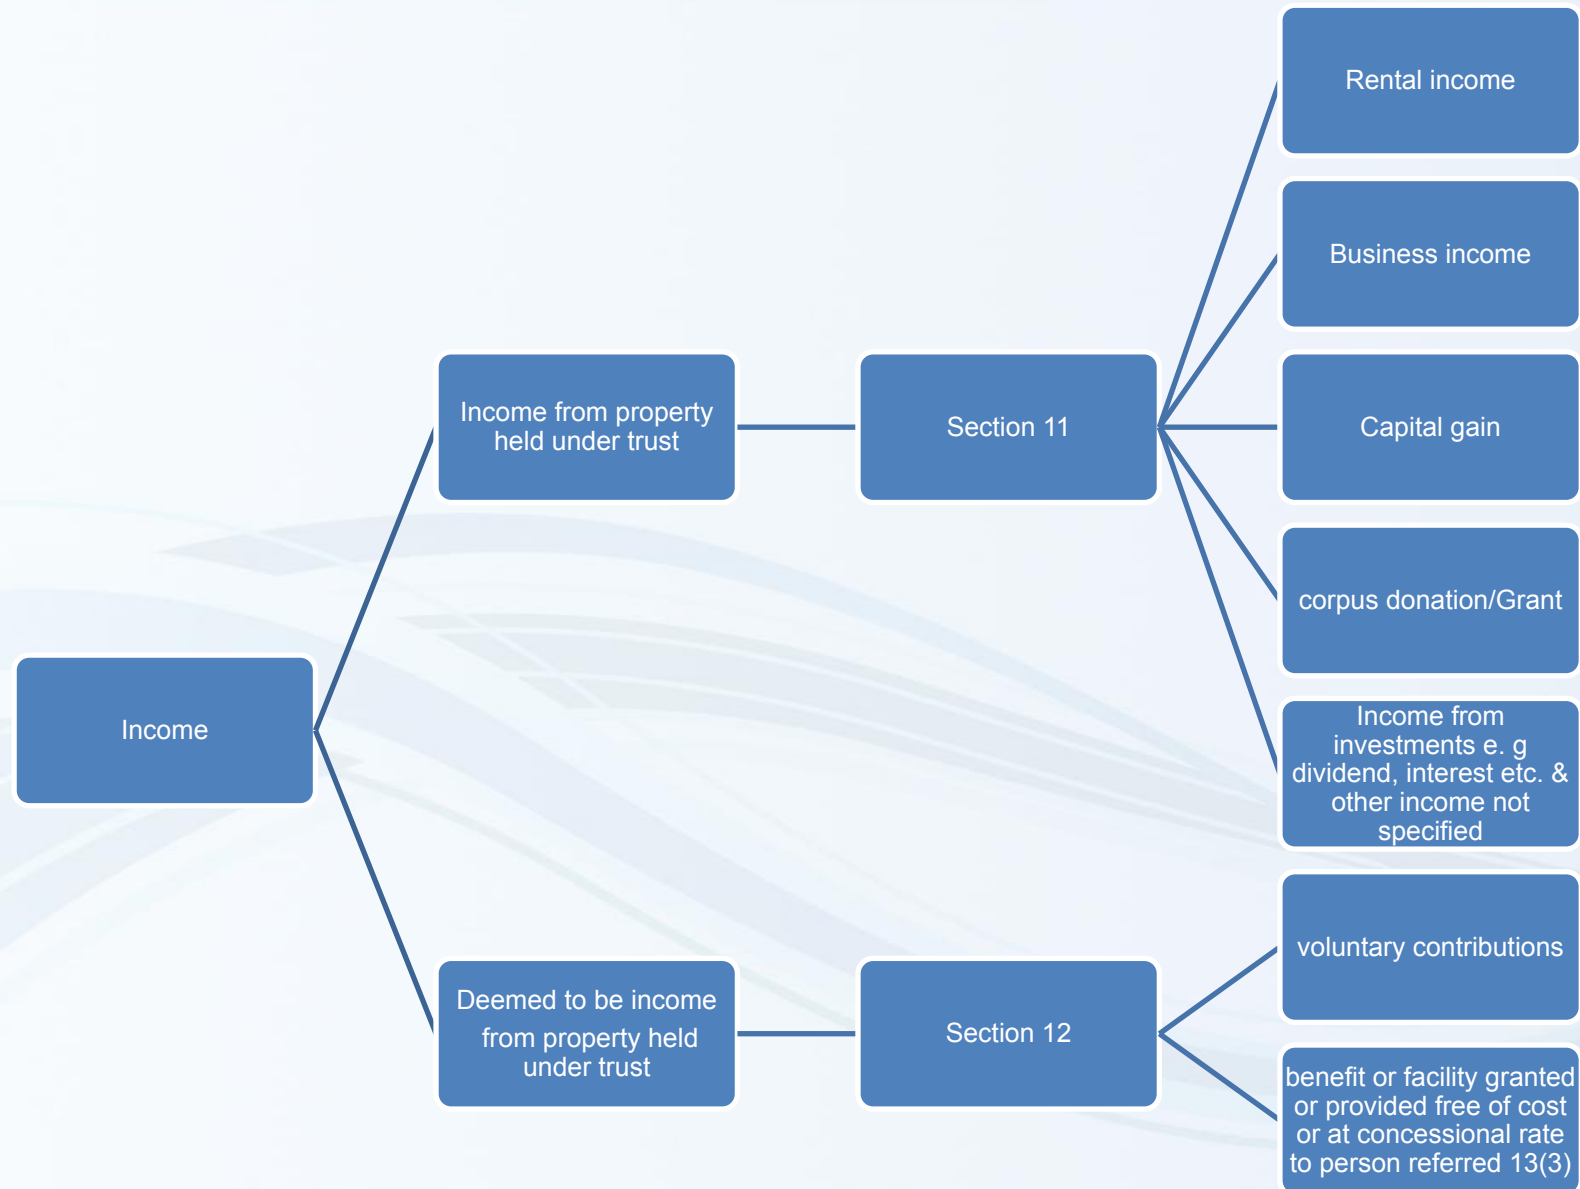 Rental income
Business income
Income from property
held under trust
Section 11
Capital gain
corpus donation/Grant
Income
Income from
investments e. g
dividend, interest etc. &
other income not
specified
voluntary contributions
Deemed to be income
from property held
under trust
Section 12
benefit or facility granted
or provided free of cost
or at concessional rate
to person referred 13(3)